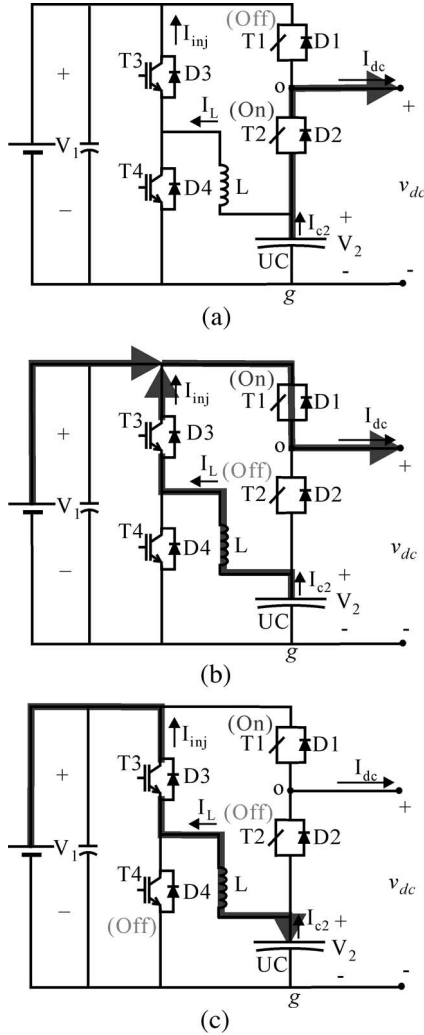 (Off)
I_inj
T1 D1
T3
D3
I_dc
o
I_L (On)
+
+
T2 D2
V_1
T4
D4 L
v_dc
−
I_c2 +
UC V_2
-
-
g
(a)
(On)
I_inj
T1 D1
T3
D3
I_dc
o
I_L (Off)
+
+
T2 D2
V_1
T4
D4 L
v_dc
−
I_c2 +
UC V_2
-
-
g
(b)
(On)
I_inj
T1 D1
T3
D3
I_dc
o
I_L (Off)
+
+
T2 D2
V_1
T4
D4 L
v_dc
−
(Off)
I_c2 +
UC V_2
-
-
g
(c)